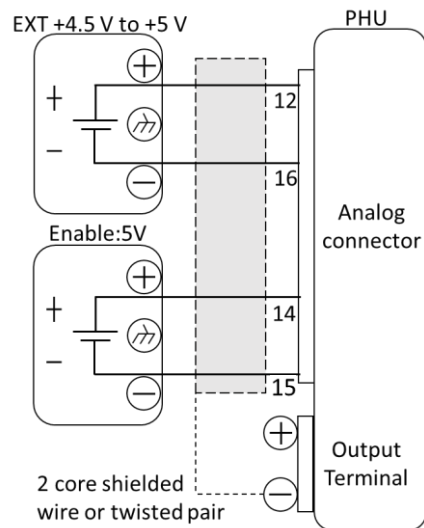 EXT +4.5 V to +5 V
PHU
+
+
12
−
16
−
Enable:5V
Analog
connector
+
+
14
−
15
−
+
Output
Terminal
−
2 core shielded
wire or twisted pair